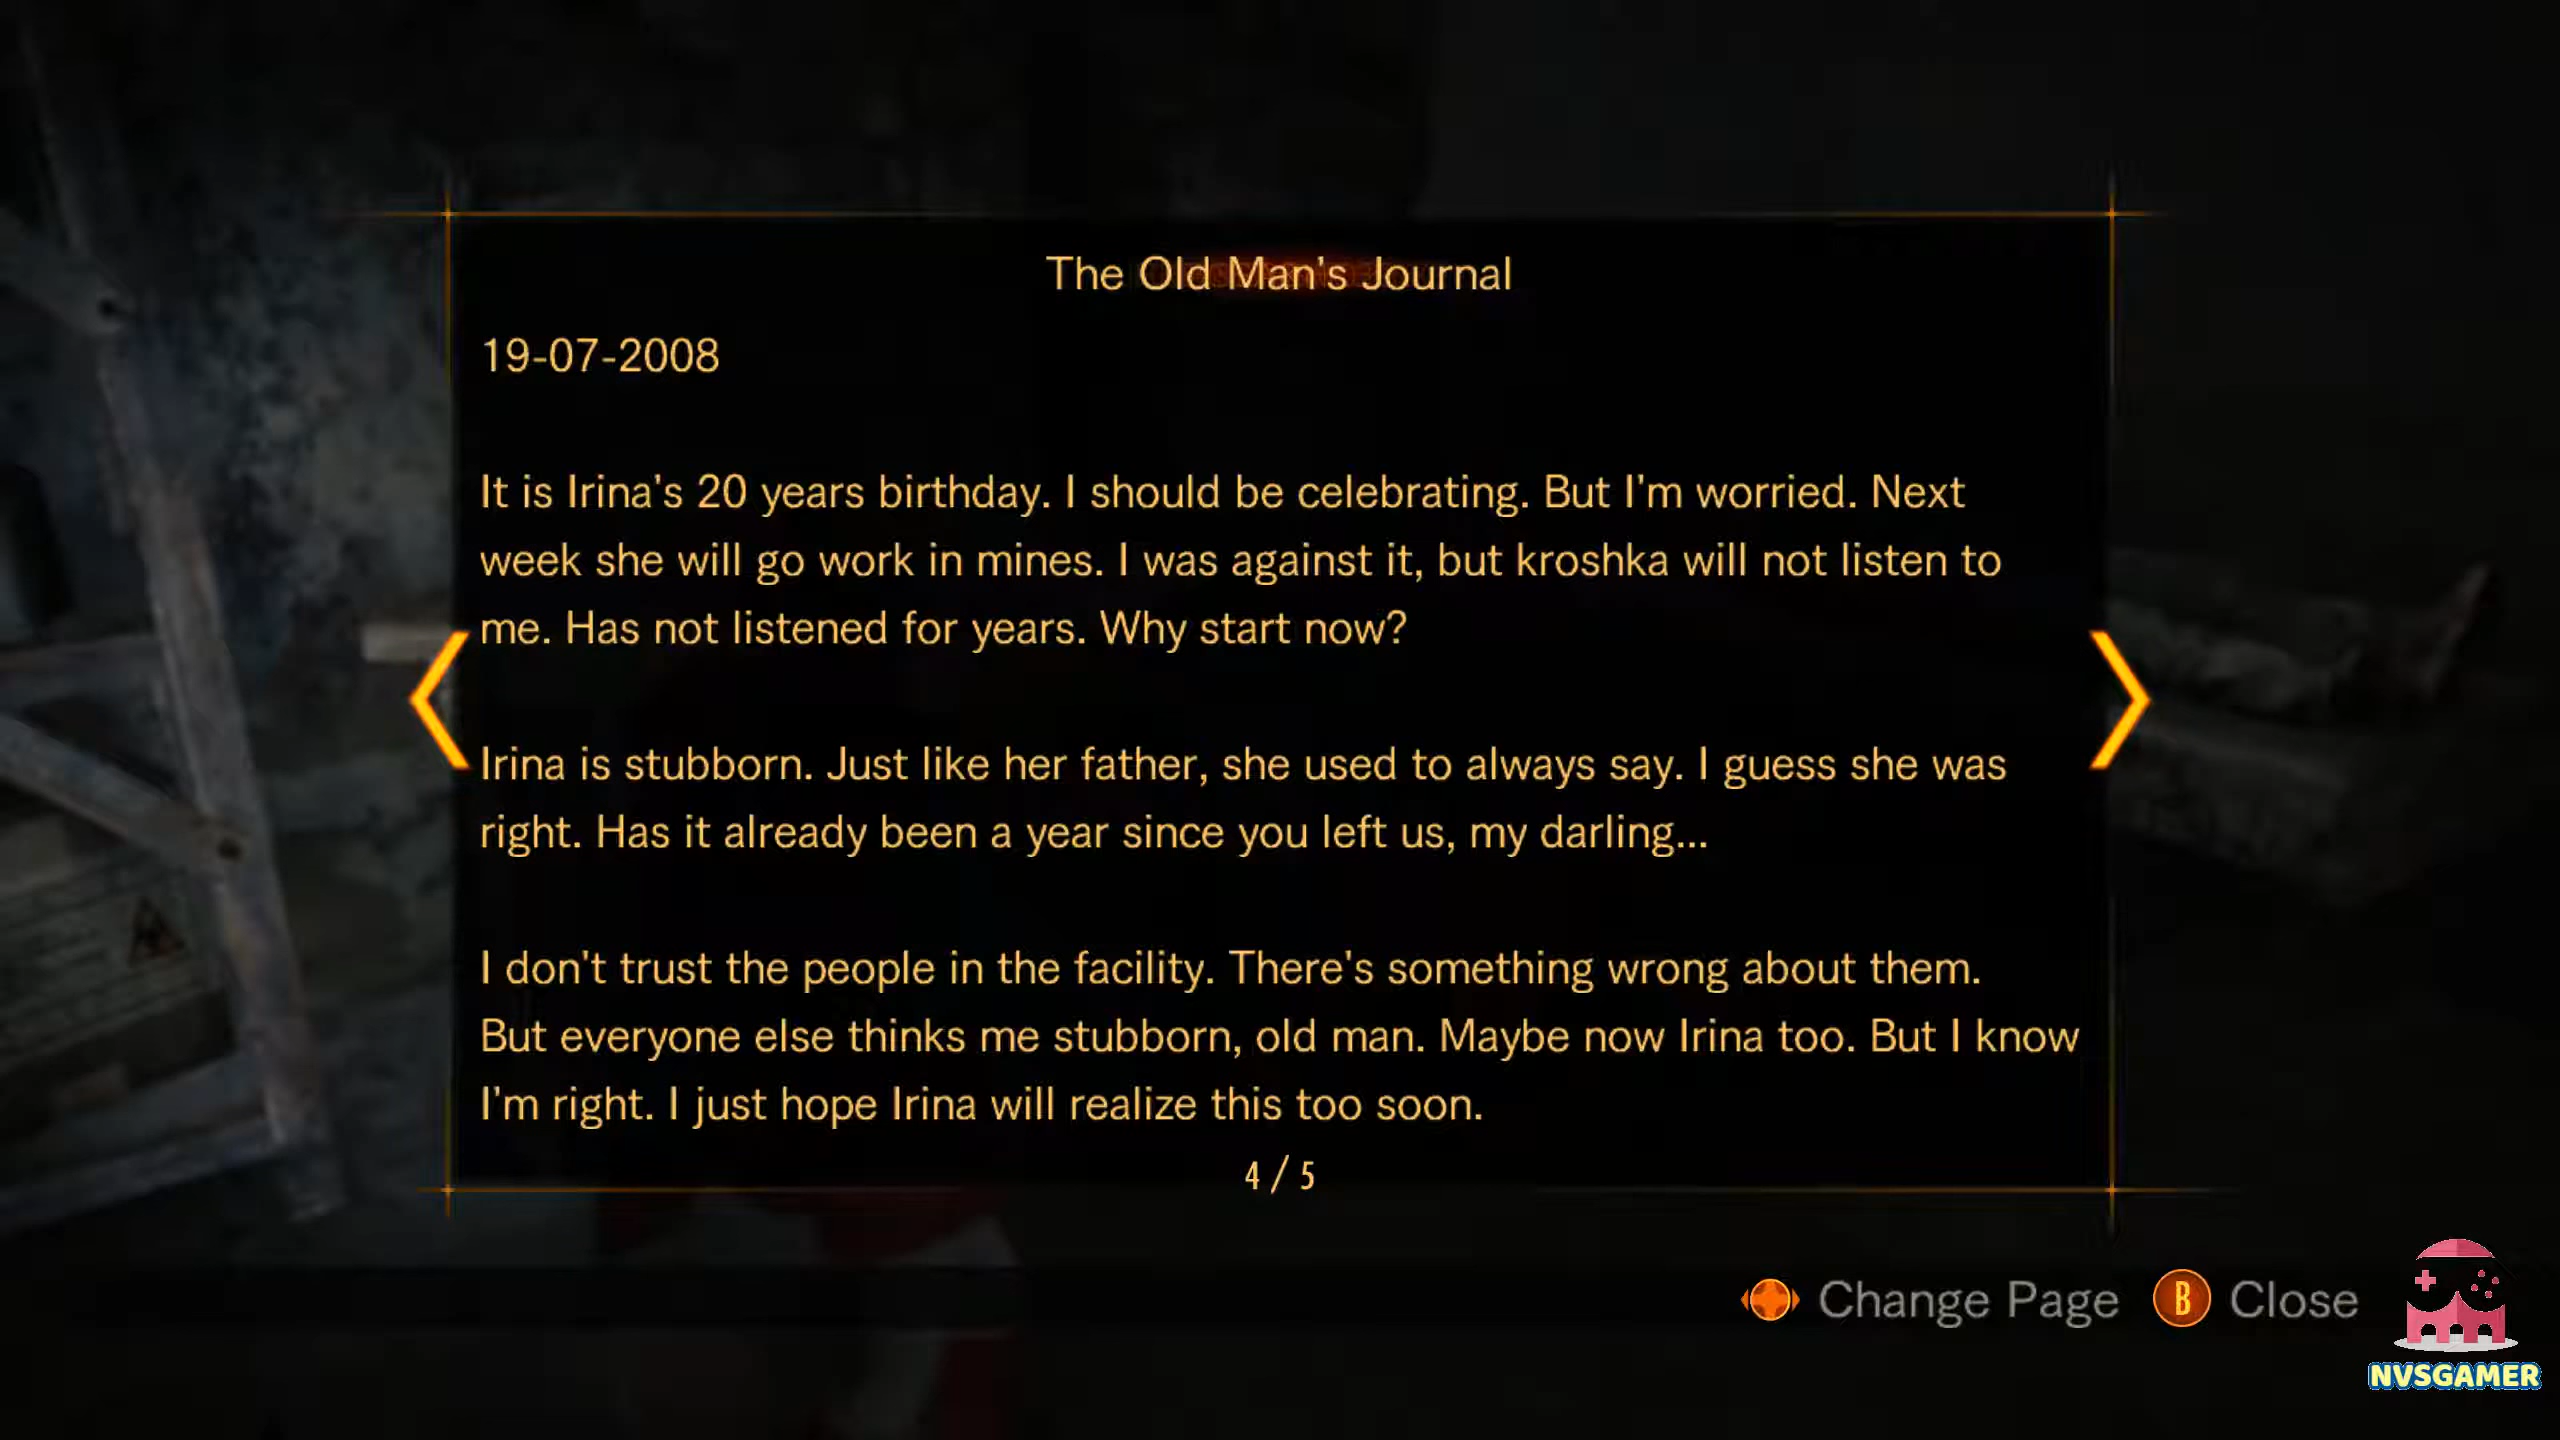 The Old Man's Journal
19-07-2008
It is Irina's 20 years birthday. I should be celebrating. But I'm worried. Next
week she will go work in mines. I was against it, but kroshka will not listen to
me. Has not listened for years. Why start now?
Irina is stubborn. Just like her father, she used to always say. I guess she was
right. Has it already been a year since you left us, my darling...
I don't trust the people in the facility. There's something wrong about them.
But everyone else thinks me stubborn, old man. Maybe now Irina too. But I know
I'm right. I just hope Irina will realize this too soon.
4 / 5
Change Page B Close
NVSGAMER